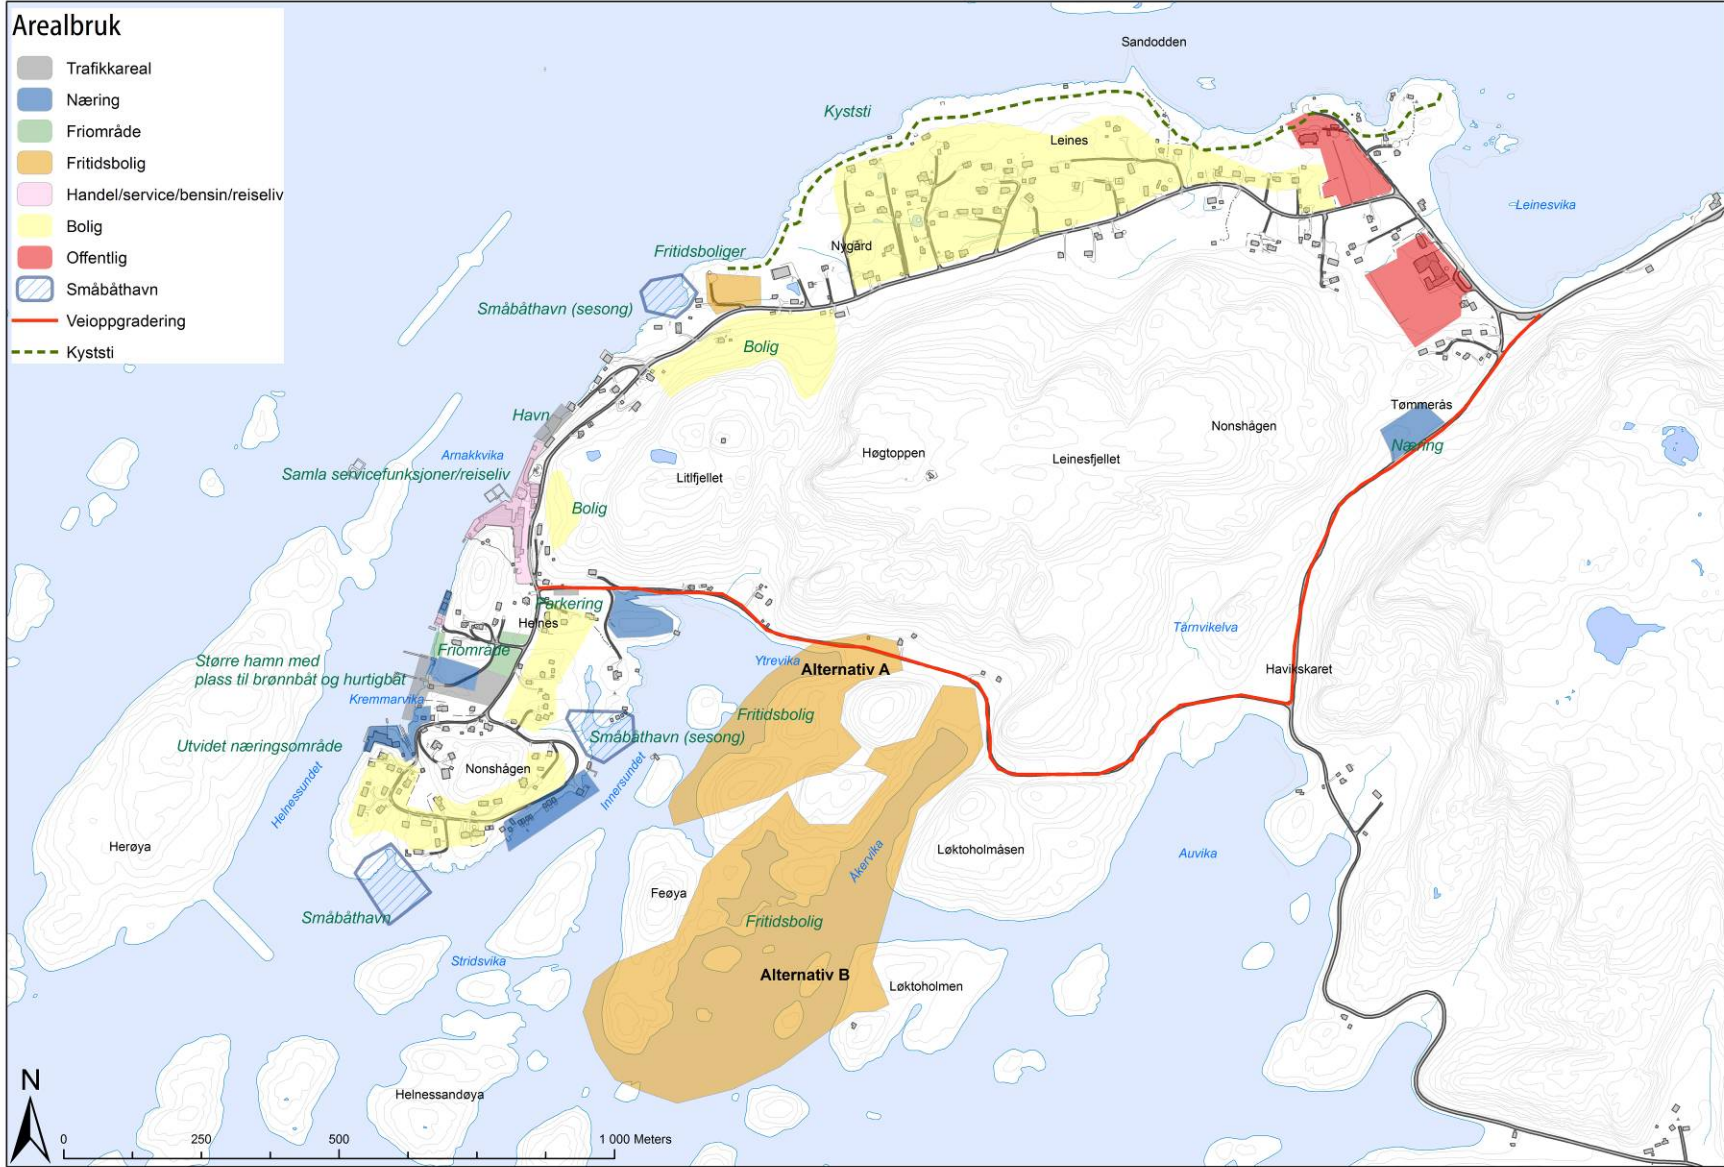 Arealbruk
Trafikkareal
Næring
Friområde
Fritidsbolig
Handel/service/bensin/reiseliv
Bolig
Offentlig
Småbåthavn
Veioppgradering
Kyststi
Sandodden
Kyststi
Leines
Leinesvika
Nygård
Fritidsboliger
Småbåthavn (sesong)
Bolig
Havn
Tømmerås
Næring
Nonshågen
Arnakkvika
Høgtoppen
Leinesfjellet
Samla servicefunksjoner/reiseliv
Litlfjellet
Bolig
Parkering
Helnes
Tårnvikelva
Friområde
Større hamn med
plass til brønnbåt og hurtigbåt
Ytrevika
Alternativ A
Havikskaret
Kremmarvika
Fritidsbolig
Utvidet næringsområde
Småbåthavn (sesong)
Nonshågen
Innersundet
Helnessundet
Herøya
Løktoholmåsen
Auvika
Åkervika
Feøya
Småbåthavn
Fritidsbolig
Stridsvika
Alternativ B
Løktoholmen
Helnessandøya
N
0 250 500 1 000 Meters